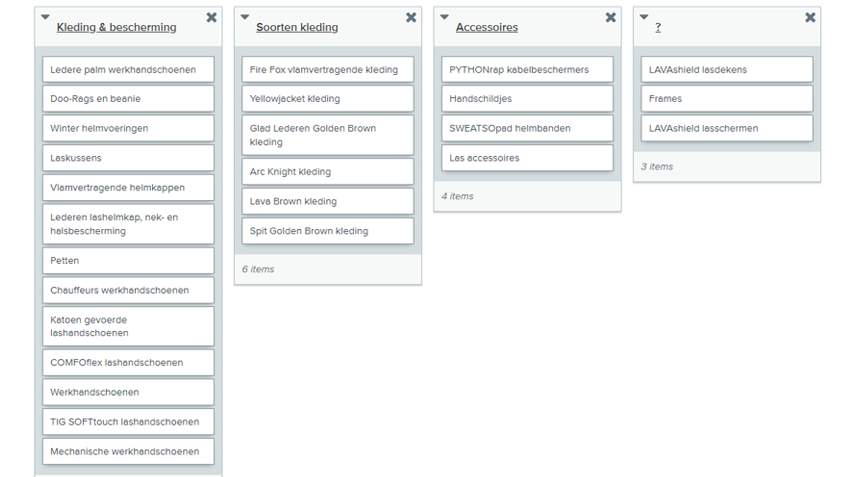 Kleding & bescherming
Ledere palm werkhandschoenen
Doo-Rags en beanie
Winter helmvoeringen
Laskussens
Vlamvertragende helmkappen
Lederen lashelmkap, nek- en
halsbescherming
Petten
Chauffeurs werkhandschoenen
Katoen gevoerde
lashandschoenen
COMFOflex lashandschoenen
Werkhandschoenen
TIG SOFTtouch lashandschoenen
Mechanische werkhandschoenen
Soorten kleding
Fire Fox vlamvertragende kleding
Yellowjacket kleding
Glad Lederen Golden Brown
kleding
Arc Knight kleding
Lava Brown kleding
Spit Golden Brown kleding
6 items
Accessoires
PYTHONrap kabelbeschermers
Handschildjes
SWEATSOpad helmbanden
Las accessoires
4 items
?
LAVAshield lasdekens
Frames
LAVAshield lasschermen
3 items